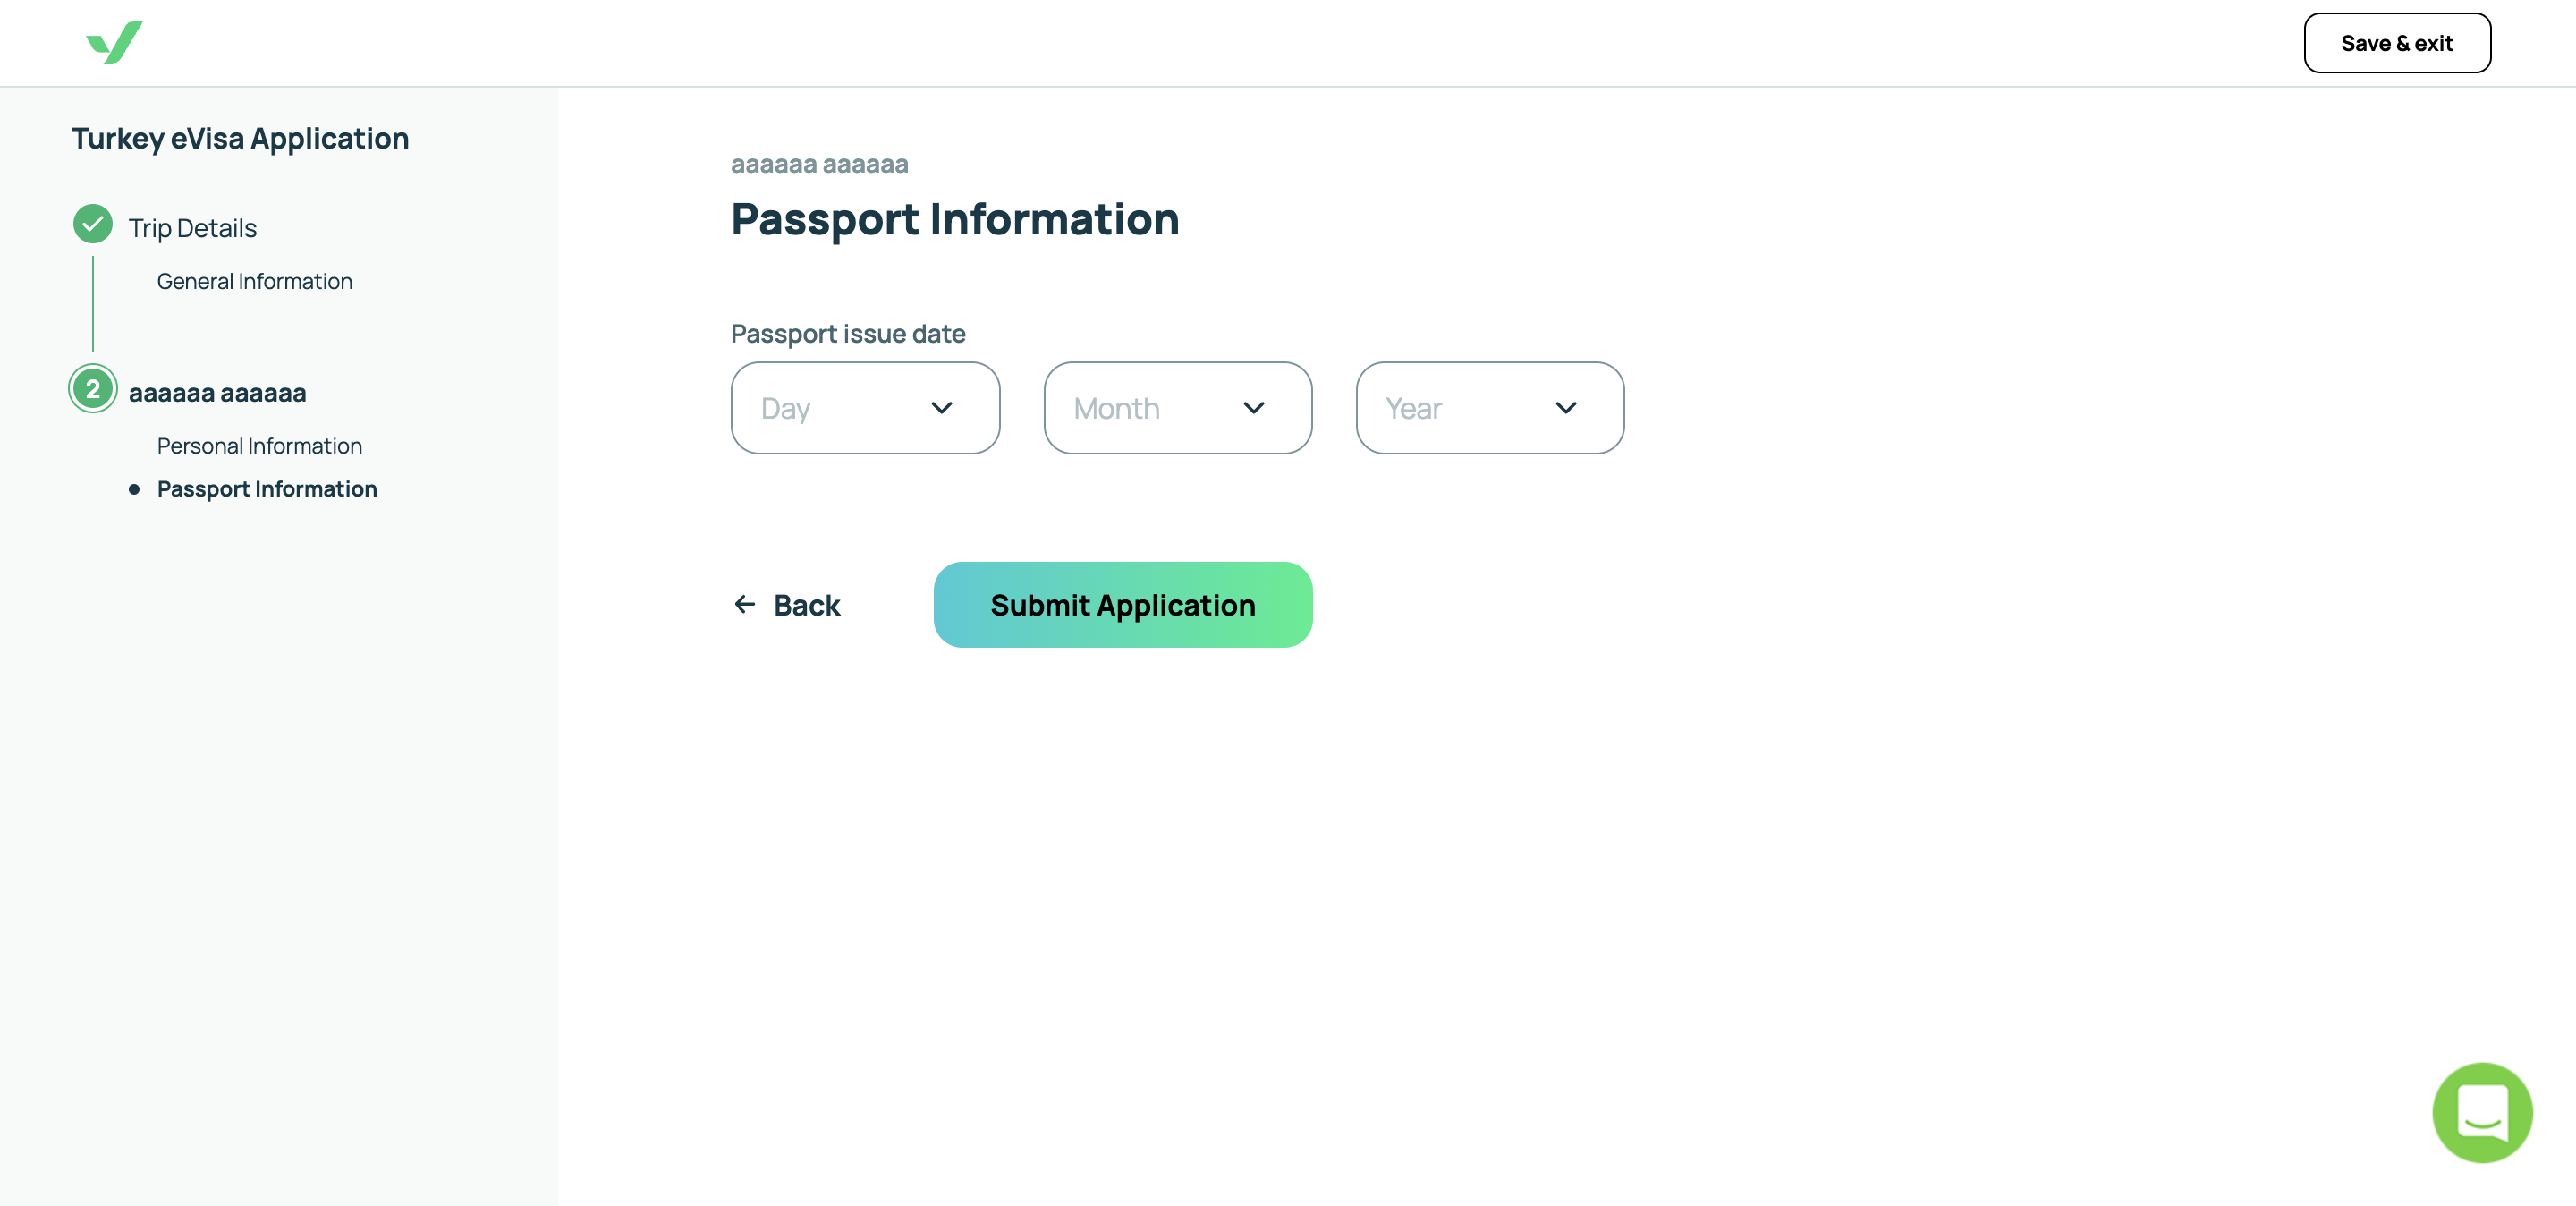 Save & exit
Turkey eVisa Application
Trip Details
General Information
2 aaaaaa aaaaaa
Personal Information
Passport Information
aaaaaa aaaaaa
Passport Information
Passport issue date
Day Month Year
Back Submit Application